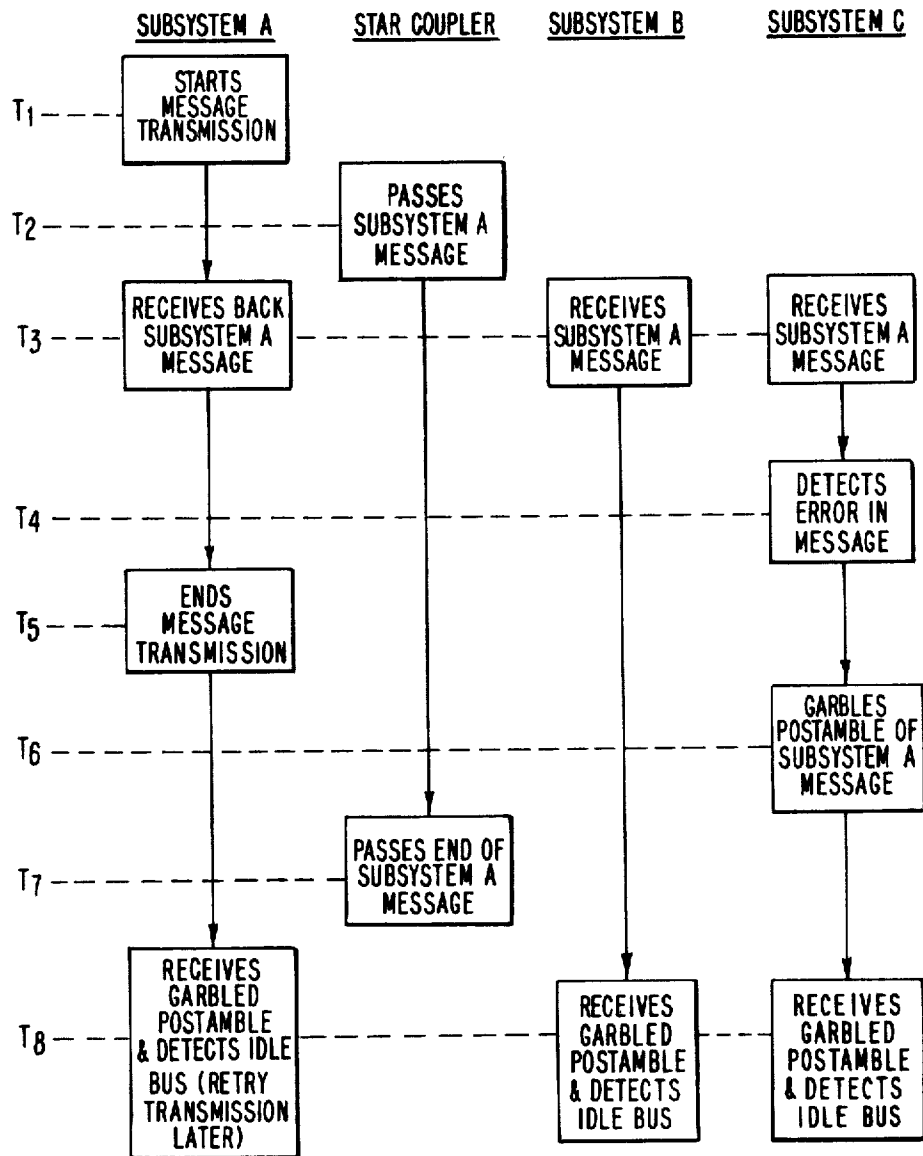 SUBSYSTEM A
STAR COUPLER
SUBSYSTEM B
SUBSYSTEM C
T1
STARTS
MESSAGE
TRANSMISSION
T2
PASSES
SUBSYSTEM A
MESSAGE
T3
RECEIVES BACK
SUBSYSTEM A
MESSAGE
RECEIVES
SUBSYSTEM A
MESSAGE
RECEIVES
SUBSYSTEM A
MESSAGE
T4
DETECTS
ERROR IN
MESSAGE
T5
ENDS
MESSAGE
TRANSMISSION
T6
GARBLES
POSTAMBLE OF
SUBSYSTEM A
MESSAGE
T7
PASSES END OF
SUBSYSTEM A
MESSAGE
T8
RECEIVES
GARBLED
POSTAMBLE
& DETECTS IDLE
BUS (RETRY
TRANSMISSION
LATER)
RECEIVES
GARBLED
POSTAMBLE
& DETECTS
IDLE BUS
RECEIVES
GARBLED
POSTAMBLE
& DETECTS
IDLE BUS